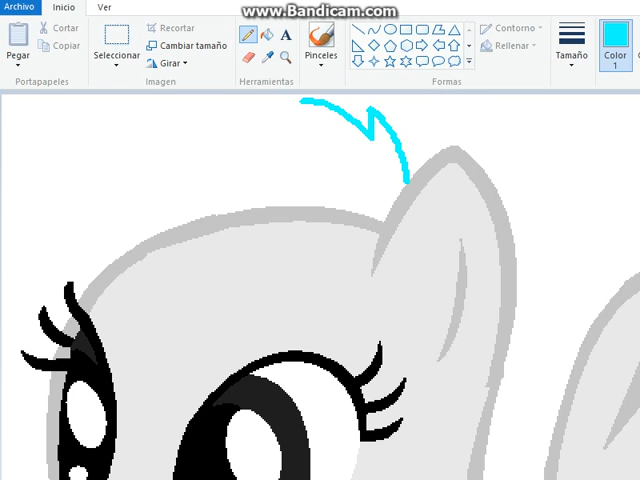 www.Bandicam.com
Archivo Inicio Ver
Pegar
Cortar
Copiar
Portapapeles
Seleccionar
Recortar
Cambiar tamaño
Girar
Imagen
A
Herramientas
Pinceles
Contorno
Rellenar
Formas
Tamaño
Color
1